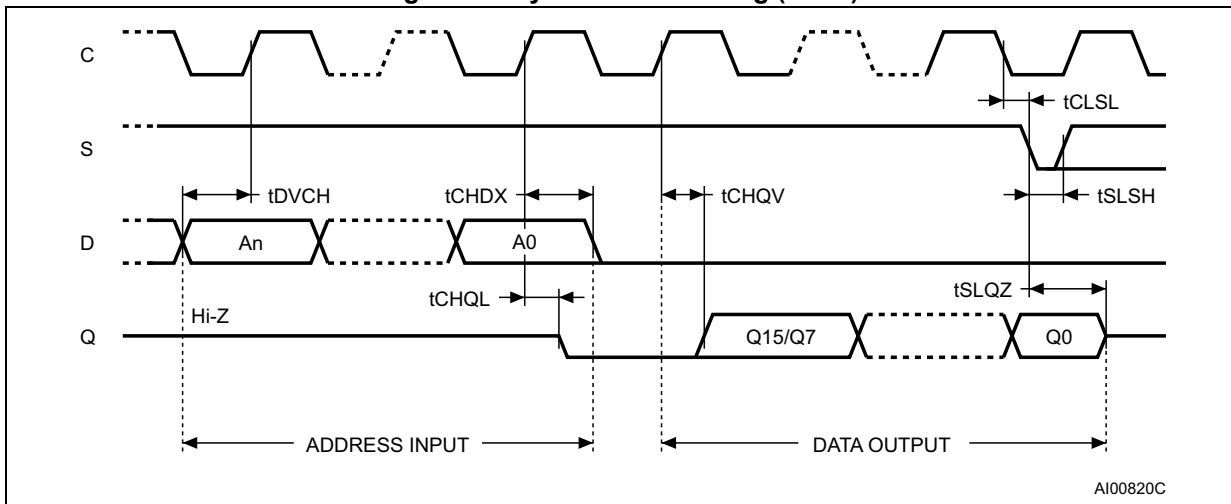 C
tCLSL
S
tDVCH
tCHDX
tCHQV
tSLSH
D
An
A0
tCHQL
tSLQZ
Hi-Z
Q
Q15/Q7
Q0
ADDRESS INPUT
DATA OUTPUT
AI00820C